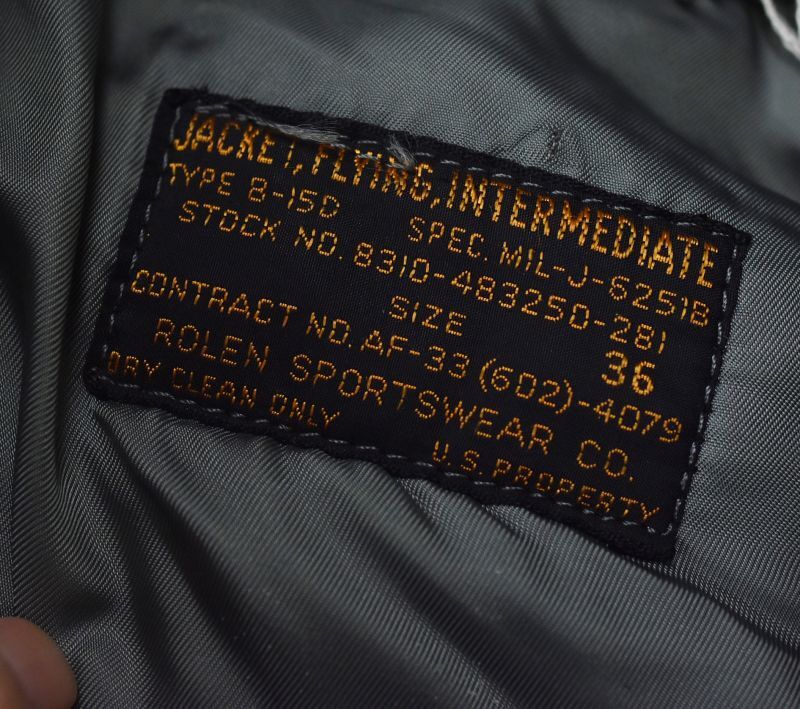 JACKET, FLYING, INTERMEDIATE
TYPE B-15D SPEC. MIL-J-6251B
STOCK NO. 8310-483250-281
SIZE 36
CONTRACT NO. AF-33 (602)-4079
ROLEN SPORTSWEAR CO.
DRY CLEAN ONLY U.S. PROPERTY